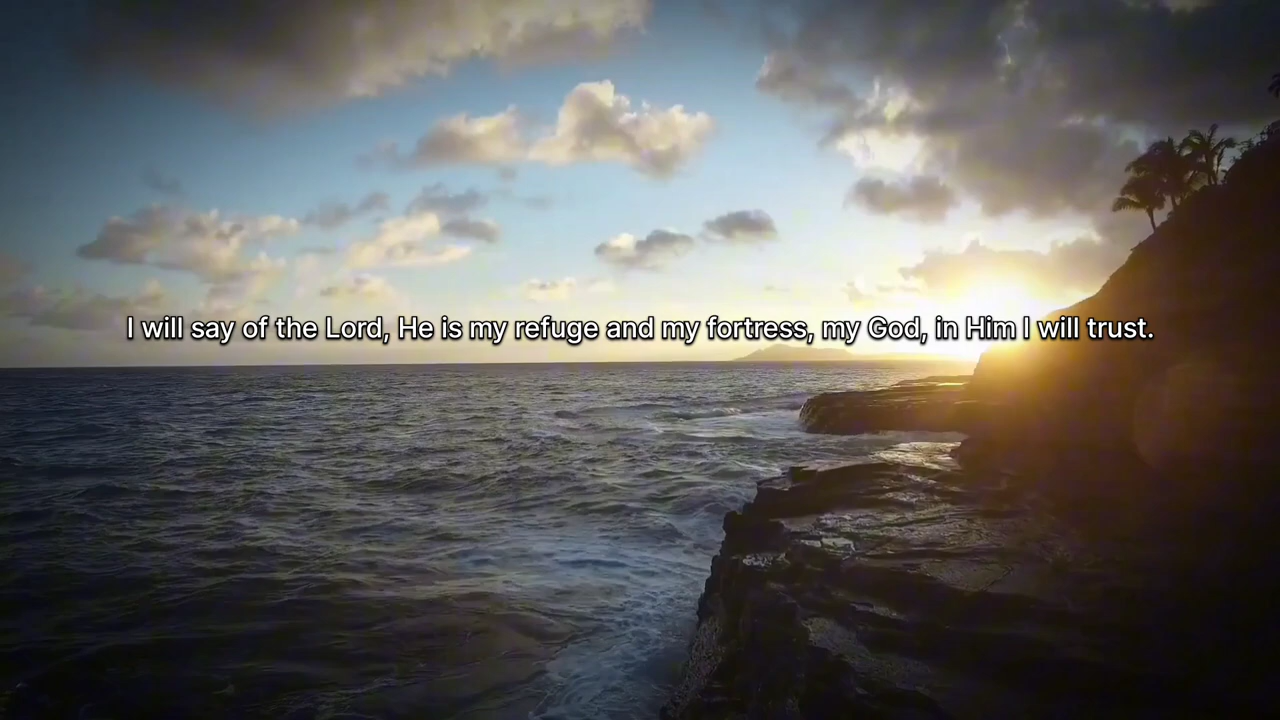 I will say of the Lord, He is my refuge and my fortress, my God, in Him I will trust.